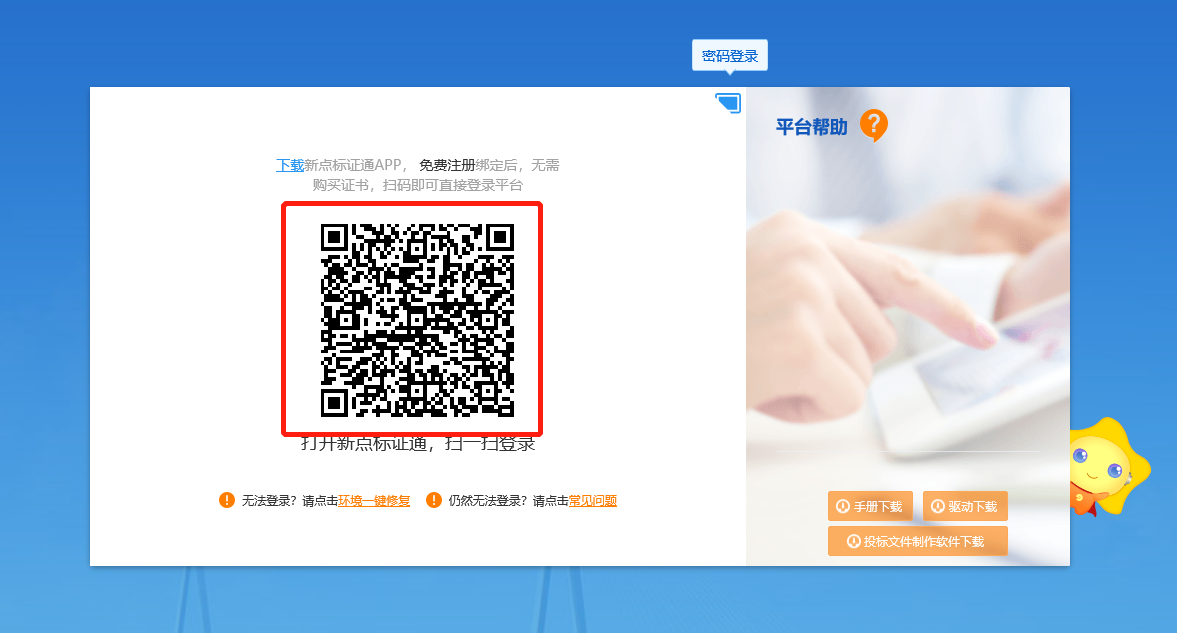 密码登录
平台帮助
下载新点标证通APP， 免费注册绑定后，无需
购买证书，扫码即可直接登录平台
打开新点标证通，扫一扫登录
无法登录？请点击环境一键修复 仍然无法登录？请点击常见问题
手册下载 驱动下载
投标文件制作软件下载